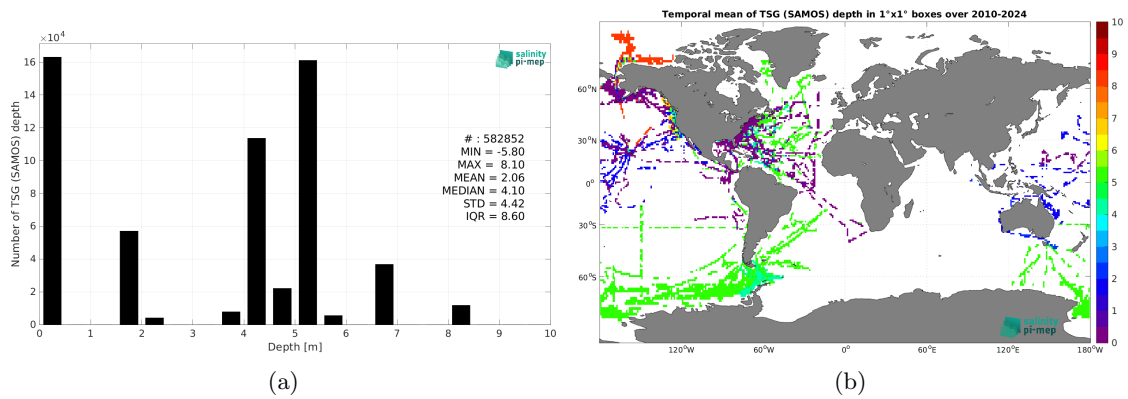 ×10⁴
16
14
12
10
8
6
4
2
0
Number of TSG (SAMOS) depth
salinity
pi-mep
# : 582852
MIN = -5.80
MAX = 8.10
MEAN = 2.06
MEDIAN = 4.10
STD = 4.42
IQR = 8.60
0 1 2 3 4 5 6 7 8 9 10
Depth [m]
(a)
Temporal mean of TSG (SAMOS) depth in 1°x1° boxes over 2010-2024
60°N
30°N
0°
30°S
60°S
120°W 60°W 0° 60°E 120°E 180°W
salinity
pi-mep
10
9
8
7
6
5
4
3
2
1
0
(b)